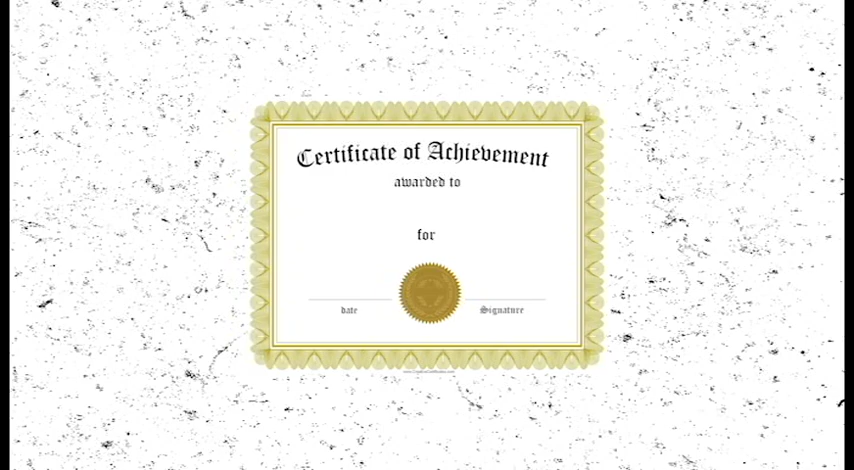 Certificate of Achievement
awarded to
for
date Signature